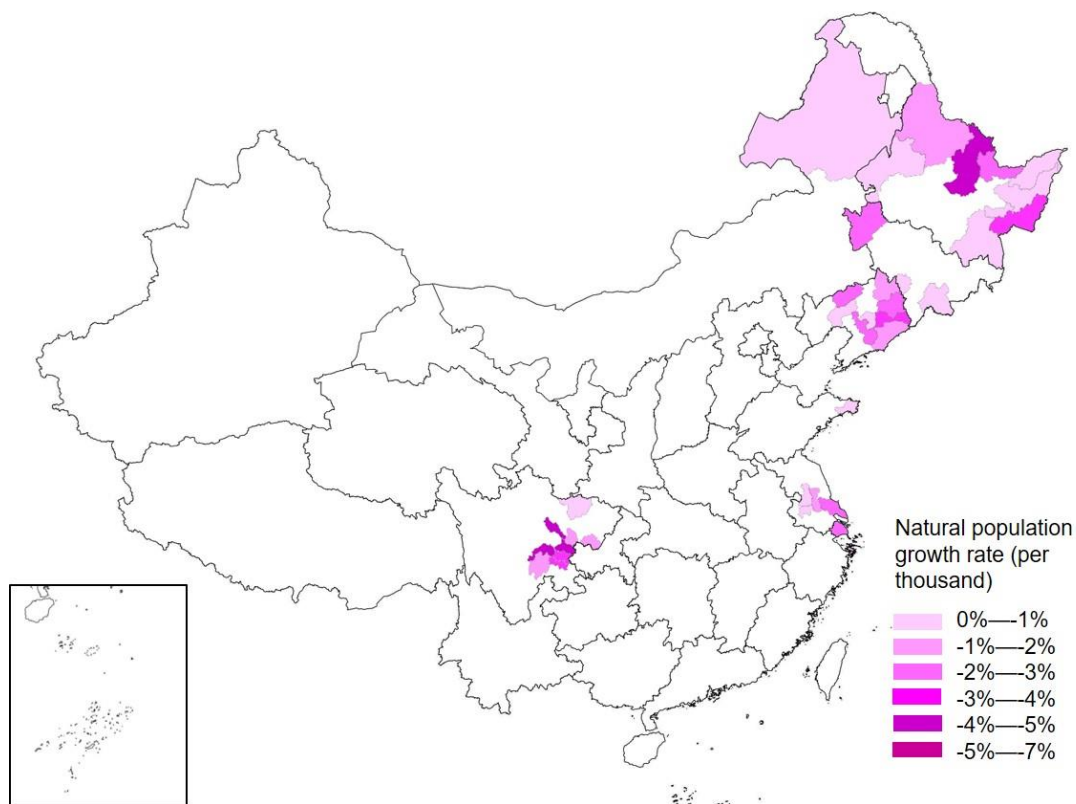 Natural population
growth rate (per
thousand)
0%—-1%
-1%—-2%
-2%—-3%
-3%—-4%
-4%—-5%
-5%—-7%